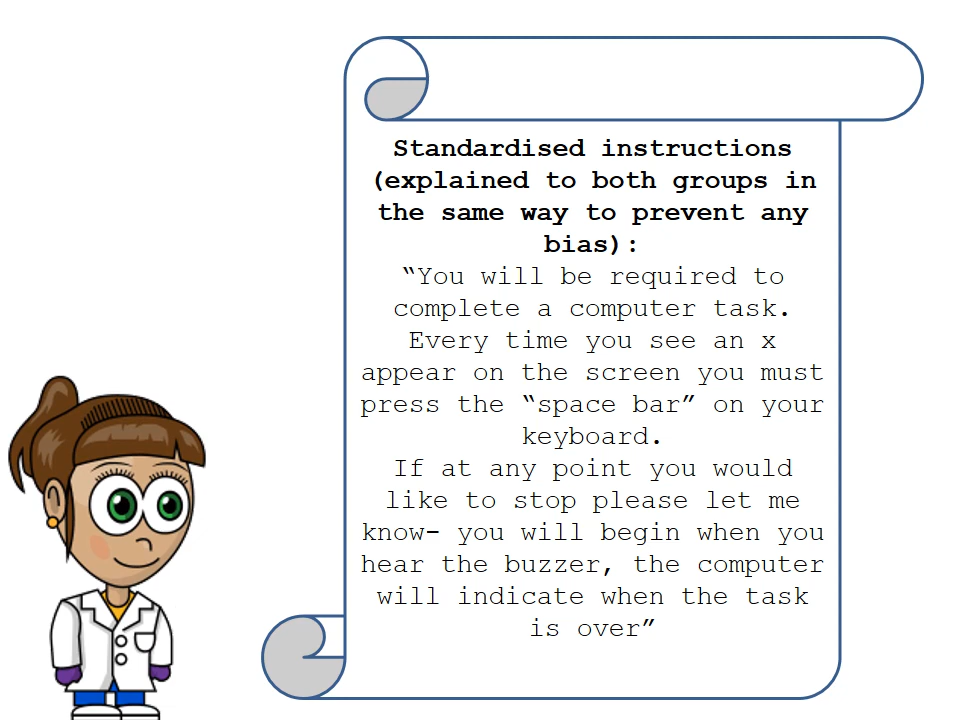 Standardised instructions
(explained to both groups in
the same way to prevent any
bias):
“You will be required to
complete a computer task.
Every time you see an x
appear on the screen you must
press the “space bar” on your
keyboard.
If at any point you would
like to stop please let me
know- you will begin when you
hear the buzzer, the computer
will indicate when the task
is over”